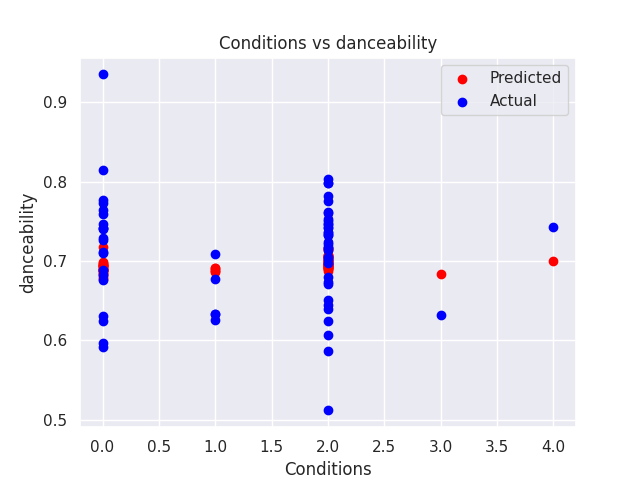 Conditions vs danceability
Predicted
Actual
0.9
0.8
0.7
0.6
0.5
danceability
0.0 0.5 1.0 1.5 2.0 2.5 3.0 3.5 4.0
Conditions